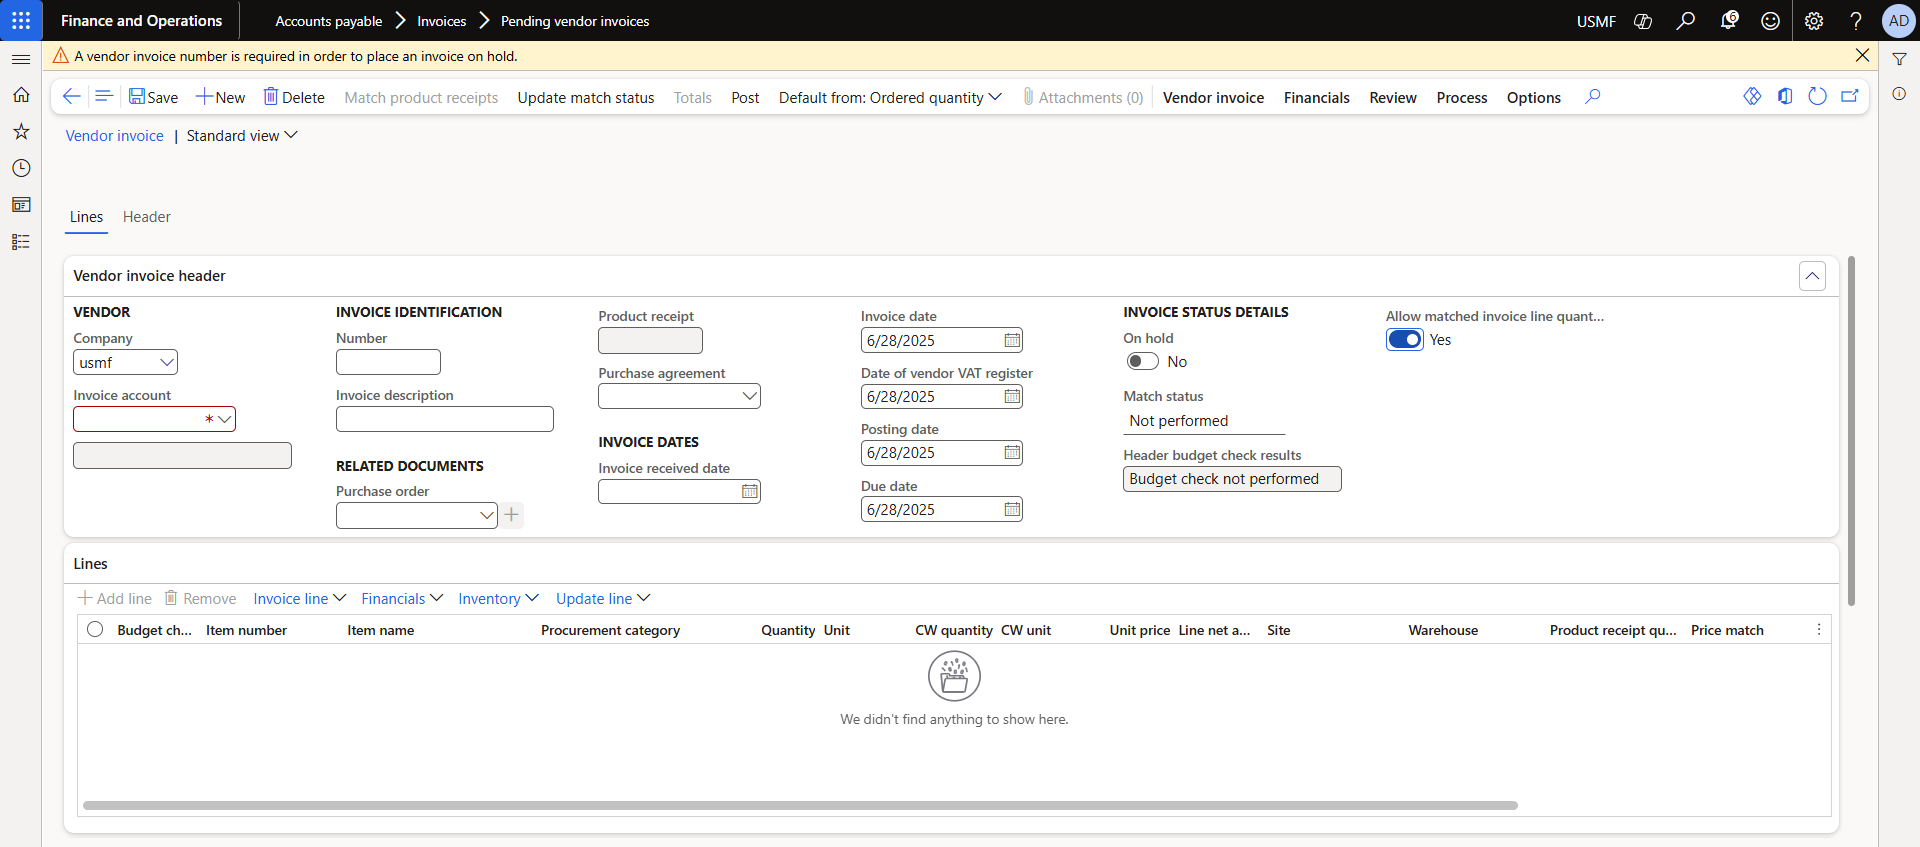 Finance and Operations
Accounts payable > Invoices > Pending vendor invoices
USMF
6
AD
A vendor invoice number is required in order to place an invoice on hold.
Save
New
Delete
Match product receipts
Update match status
Totals
Post
Default from: Ordered quantity
Attachments (0)
Vendor invoice
Financials
Review
Process
Options
Vendor invoice | Standard view
Lines
Header
Vendor invoice header
VENDOR
Company
usmf
Invoice account
*
INVOICE IDENTIFICATION
Number
Invoice description
RELATED DOCUMENTS
Purchase order
Product receipt
Purchase agreement
INVOICE DATES
Invoice received date
Invoice date
6/28/2025
Date of vendor VAT register
6/28/2025
Posting date
6/28/2025
Due date
6/28/2025
INVOICE STATUS DETAILS
On hold
No
Match status
Not performed
Header budget check results
Budget check not performed
Allow matched invoice line quant...
Yes
Lines
Add line
Remove
Invoice line
Financials
Inventory
Update line
Budget ch...
Item number
Item name
Procurement category
Quantity
Unit
CW quantity
CW unit
Unit price
Line net a...
Site
Warehouse
Product receipt qu...
Price match
We didn't find anything to show here.